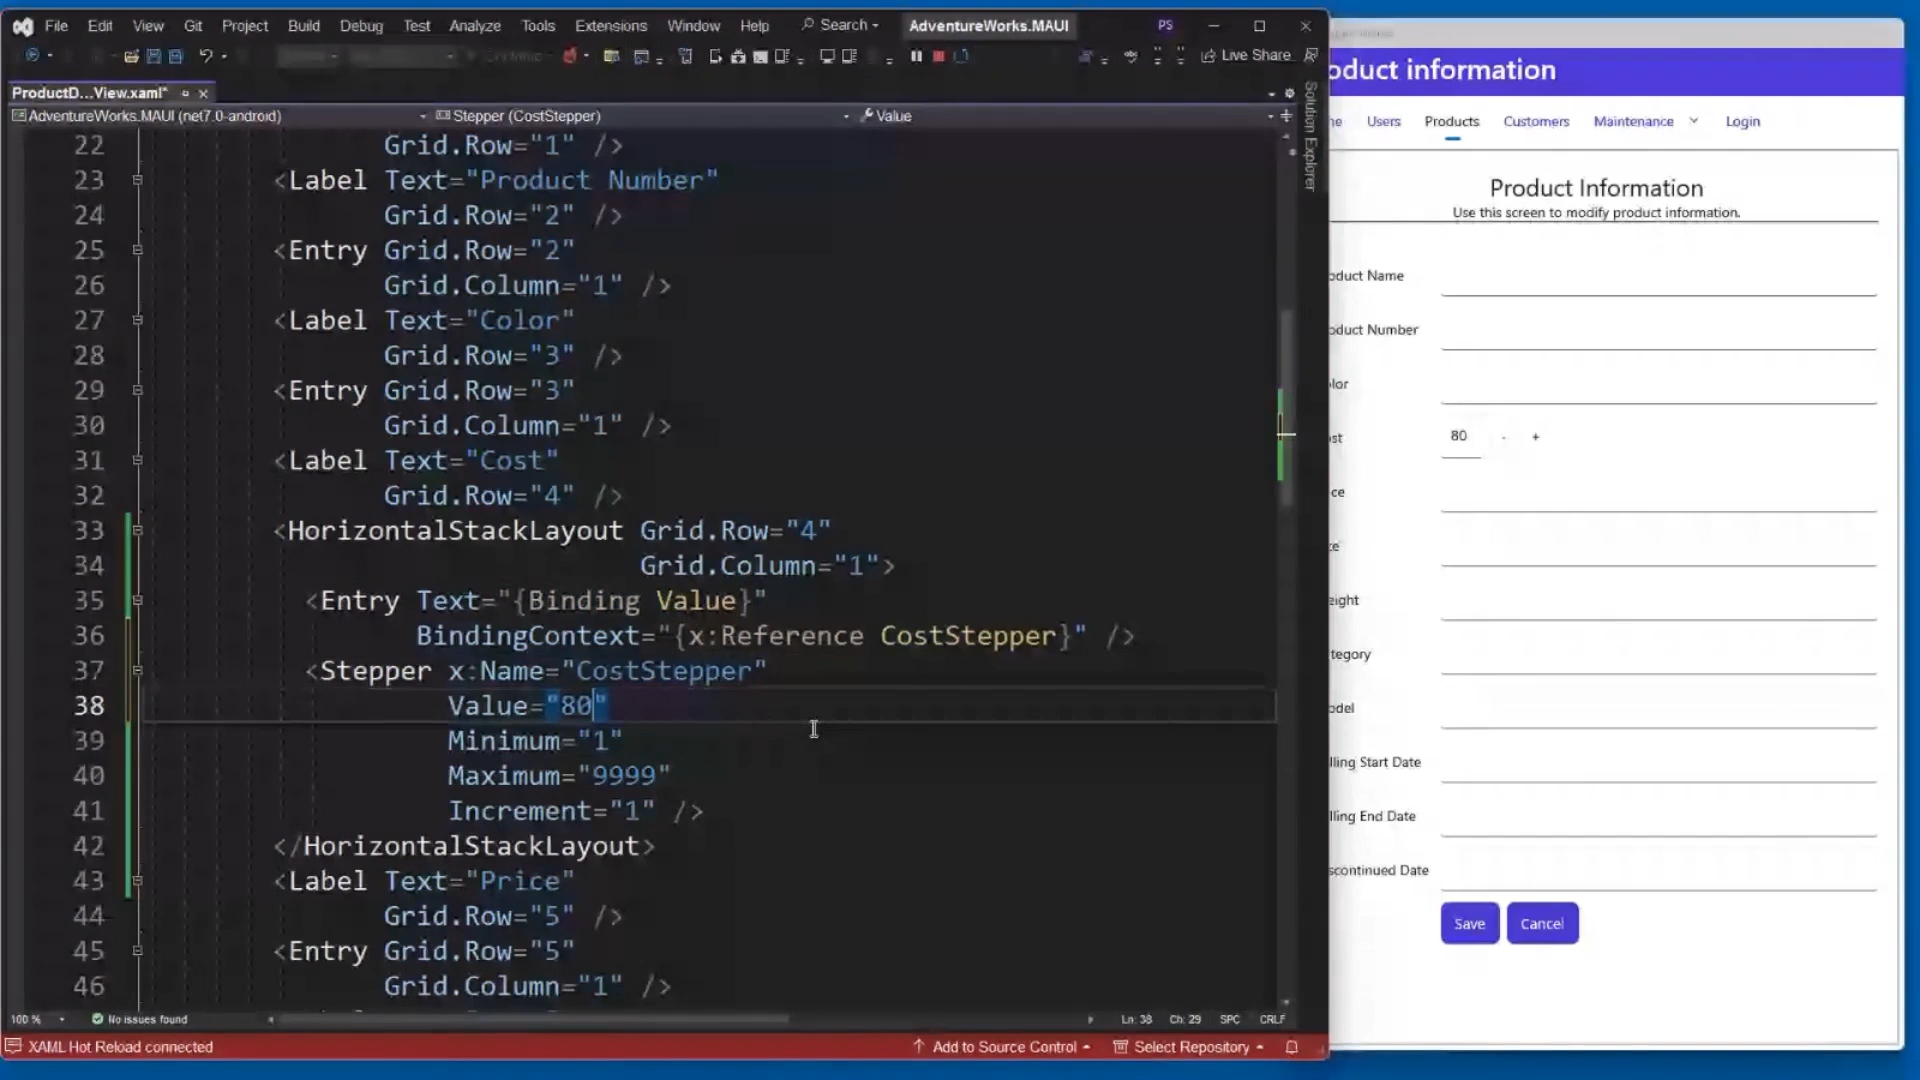 File Edit View Git Project Build Debug Test Analyze Tools Extensions Window Help Search AdventureWorks.MAUI PS
Live Share
ProductD...View.xaml*
AdventureWorks.MAUI (net7.0-android) Stepper (CostStepper) Value
Solution Explorer
22 Grid.Row="1" />
23 <Label Text="Product Number"
24 Grid.Row="2" />
25 <Entry Grid.Row="2"
26 Grid.Column="1" />
27 <Label Text="Color"
28 Grid.Row="3" />
29 <Entry Grid.Row="3"
30 Grid.Column="1" />
31 <Label Text="Cost"
32 Grid.Row="4" />
33 <HorizontalStackLayout Grid.Row="4"
34 Grid.Column="1">
35 <Entry Text="{Binding Value}"
36 BindingContext="{x:Reference CostStepper}" />
37 <Stepper x:Name="CostStepper"
38 Value="80"
39 Minimum="1"
40 Maximum="9999"
41 Increment="1" />
42 </HorizontalStackLayout>
43 <Label Text="Price"
44 Grid.Row="5" />
45 <Entry Grid.Row="5"
46 Grid.Column="1" />
100 % No issues found Ln: 38 Ch: 29 SPC CRLF
XAML Hot Reload connected Add to Source Control Select Repository
oduct information
me Users Products Customers Maintenance Login
Product Information
Use this screen to modify product information.
oduct Name
oduct Number
lor
st 80 - +
ce
ze
eight
tegory
odel
lling Start Date
lling End Date
scontinued Date
Save Cancel